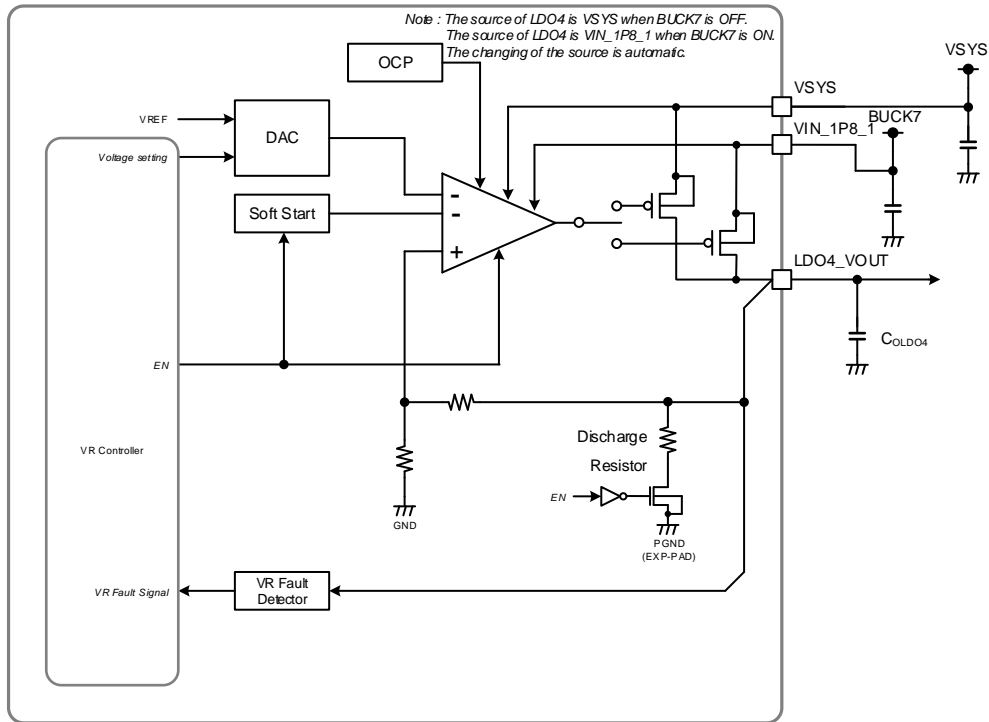 Note : The source of LDO4 is VSYS when BUCK7 is OFF.
The source of LDO4 is VIN_1P8_1 when BUCK7 is ON.
The changing of the source is automatic.
OCP
VSYS
VSYS
VREF
DAC
BUCK7
VIN_1P8_1
Voltage setting
-
-
+
Soft Start
LDO4_VOUT
COLDO4
EN
VR Controller
Discharge
Resistor
EN
GND
PGND
(EXP-PAD)
VR Fault Signal
VR Fault
Detector